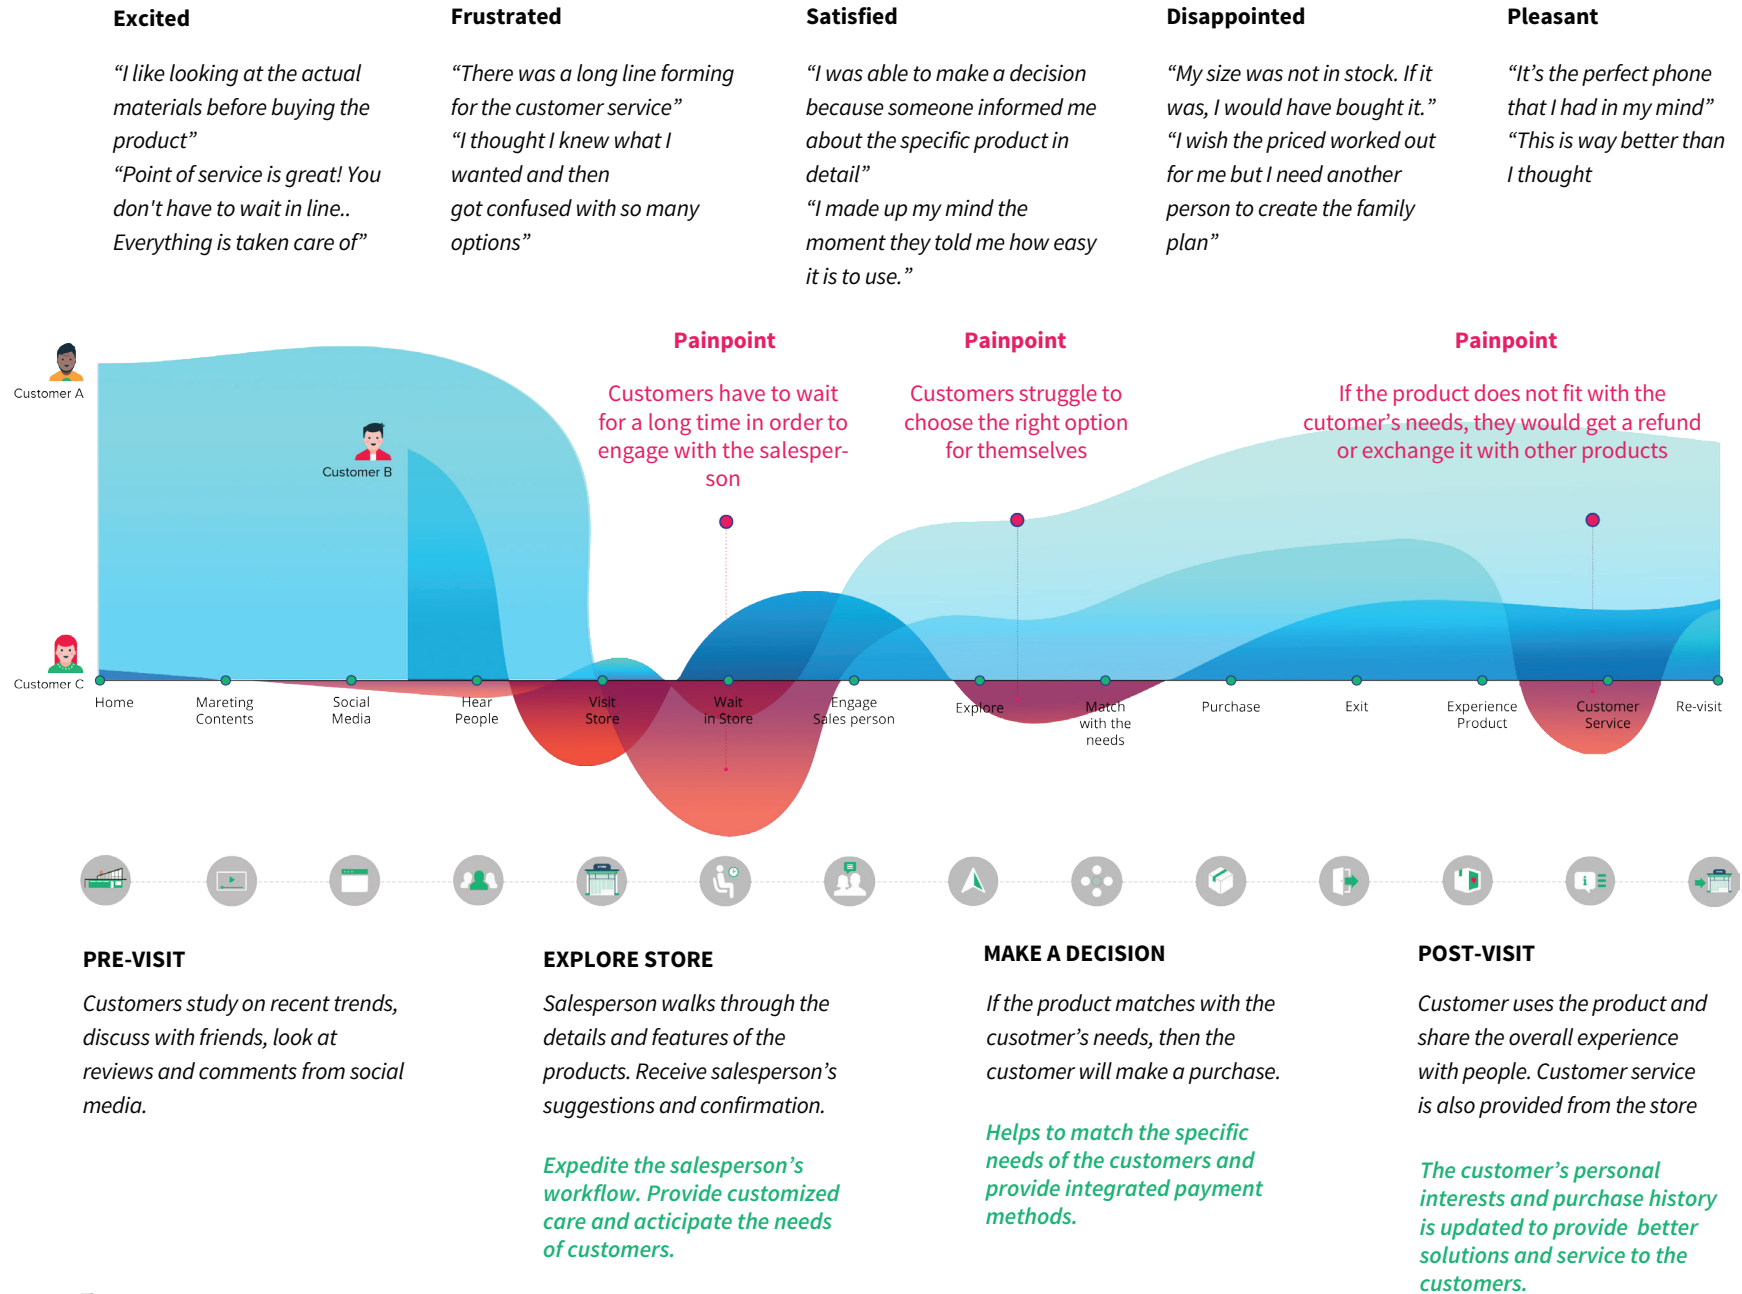 Excited
“I like looking at the actual
materials before buying the
product”
“Point of service is great! You
don't have to wait in line..
Everything is taken care of”
Frustrated
“There was a long line forming
for the customer service”
“I thought I knew what I
wanted and then
got confused with so many
options”
Satisfied
“I was able to make a decision
because someone informed me
about the specific product in
detail”
“I made up my mind the
moment they told me how easy
it is to use.”
Disappointed
“My size was not in stock. If it
was, I would have bought it.”
“I wish the priced worked out
for me but I need another
person to create the family
plan”
Pleasant
“It’s the perfect phone
that I had in my mind”
“This is way better than
I thought
Customer A
Customer B
Customer C
Painpoint
Customers have to wait
for a long time in order to
engage with the salesper-
son
Painpoint
Customers struggle to
choose the right option
for themselves
Painpoint
If the product does not fit with the
cutomer’s needs, they would get a refund
or exchange it with other products
Home
Mareting
Contents
Social
Media
Hear
People
Visit
Store
Wait
in Store
Engage
Sales person
Explore
Match
with the
needs
Purchase
Exit
Experience
Product
Customer
Service
Re-visit
PRE-VISIT
Customers study on recent trends,
discuss with friends, look at
reviews and comments from social
media.
EXPLORE STORE
Salesperson walks through the
details and features of the
products. Receive salesperson’s
suggestions and confirmation.
Expedite the salesperson’s
workflow. Provide customized
care and acticipate the needs
of customers.
MAKE A DECISION
If the product matches with the
cusotmer’s needs, then the
customer will make a purchase.
Helps to match the specific
needs of the customers and
provide integrated payment
methods.
POST-VISIT
Customer uses the product and
share the overall experience
with people. Customer service
is also provided from the store
The customer’s personal
interests and purchase history
is updated to provide  better
solutions and service to the
customers.